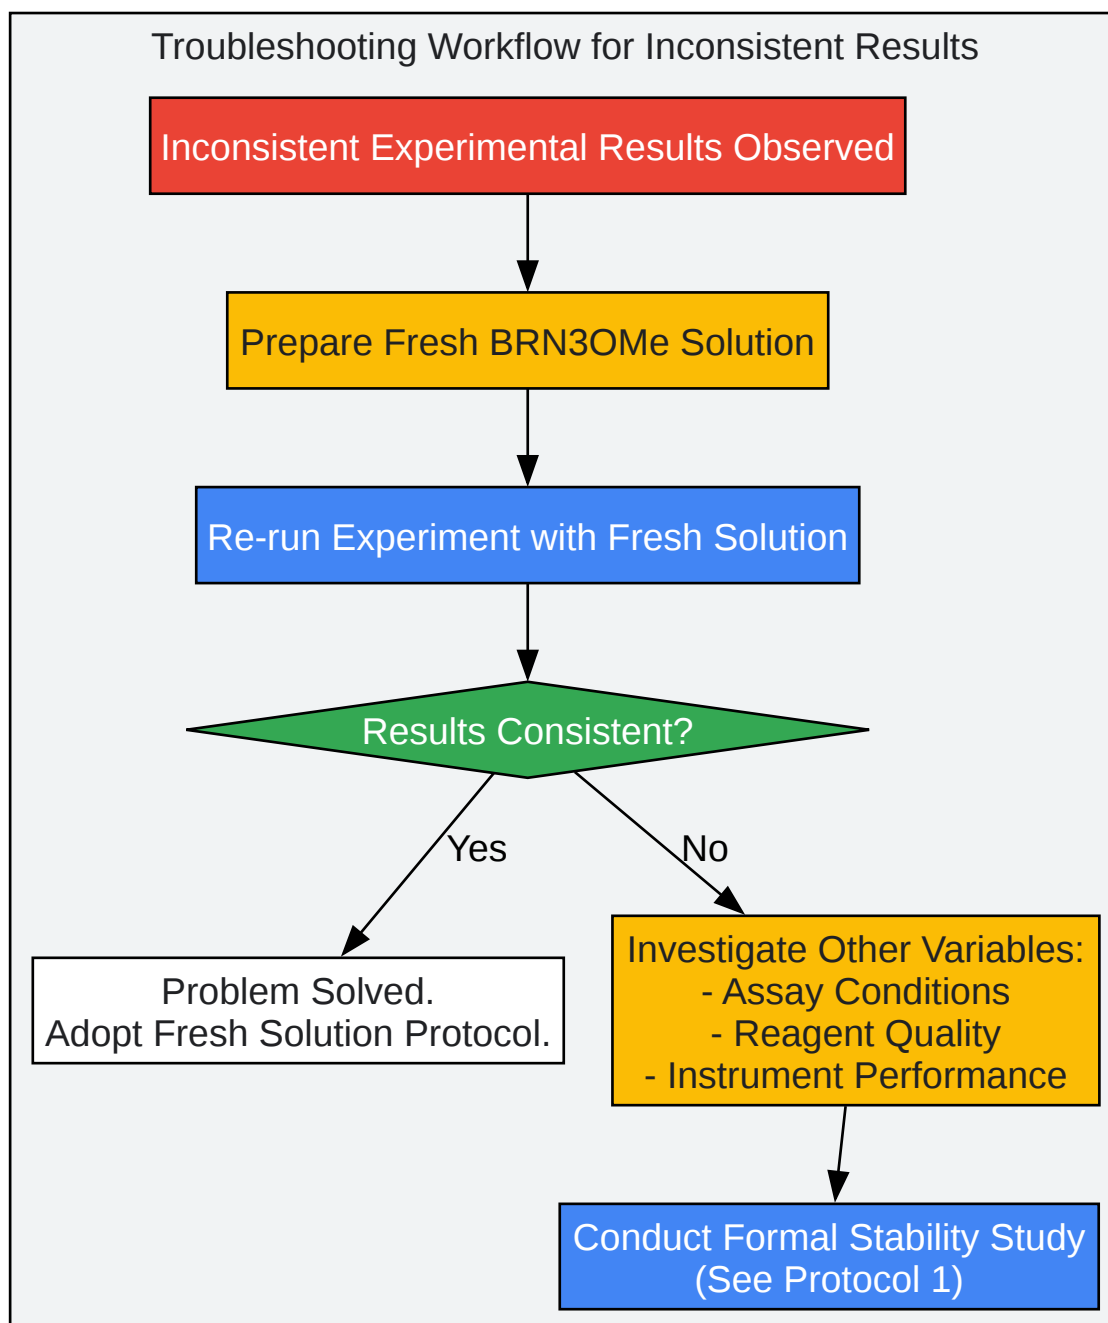 Troubleshooting Workflow for Inconsistent Results
Inconsistent Experimental Results Observed
Prepare Fresh BRN3OMe Solution
Re-run Experiment with Fresh Solution
Results Consistent?
Yes
No
Problem Solved.
Adopt Fresh Solution Protocol.
Investigate Other Variables:
- Assay Conditions
- Reagent Quality
- Instrument Performance
Conduct Formal Stability Study
(See Protocol 1)